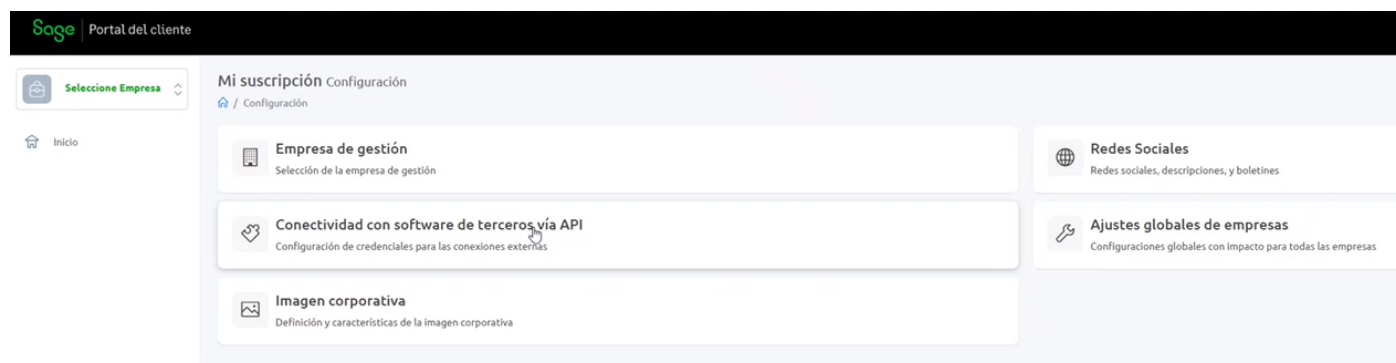 Sage Portal del cliente
Seleccione Empresa
Inicio
Mi suscripción Configuración
/ Configuración
Empresa de gestión
Selección de la empresa de gestión
Redes Sociales
Redes sociales, descripciones, y boletines
Conectividad con software de terceros vía API
Configuración de credenciales para las conexiones externas
Ajustes globales de empresas
Configuraciones globales con impacto para todas las empresas
Imagen corporativa
Definición y características de la imagen corporativa